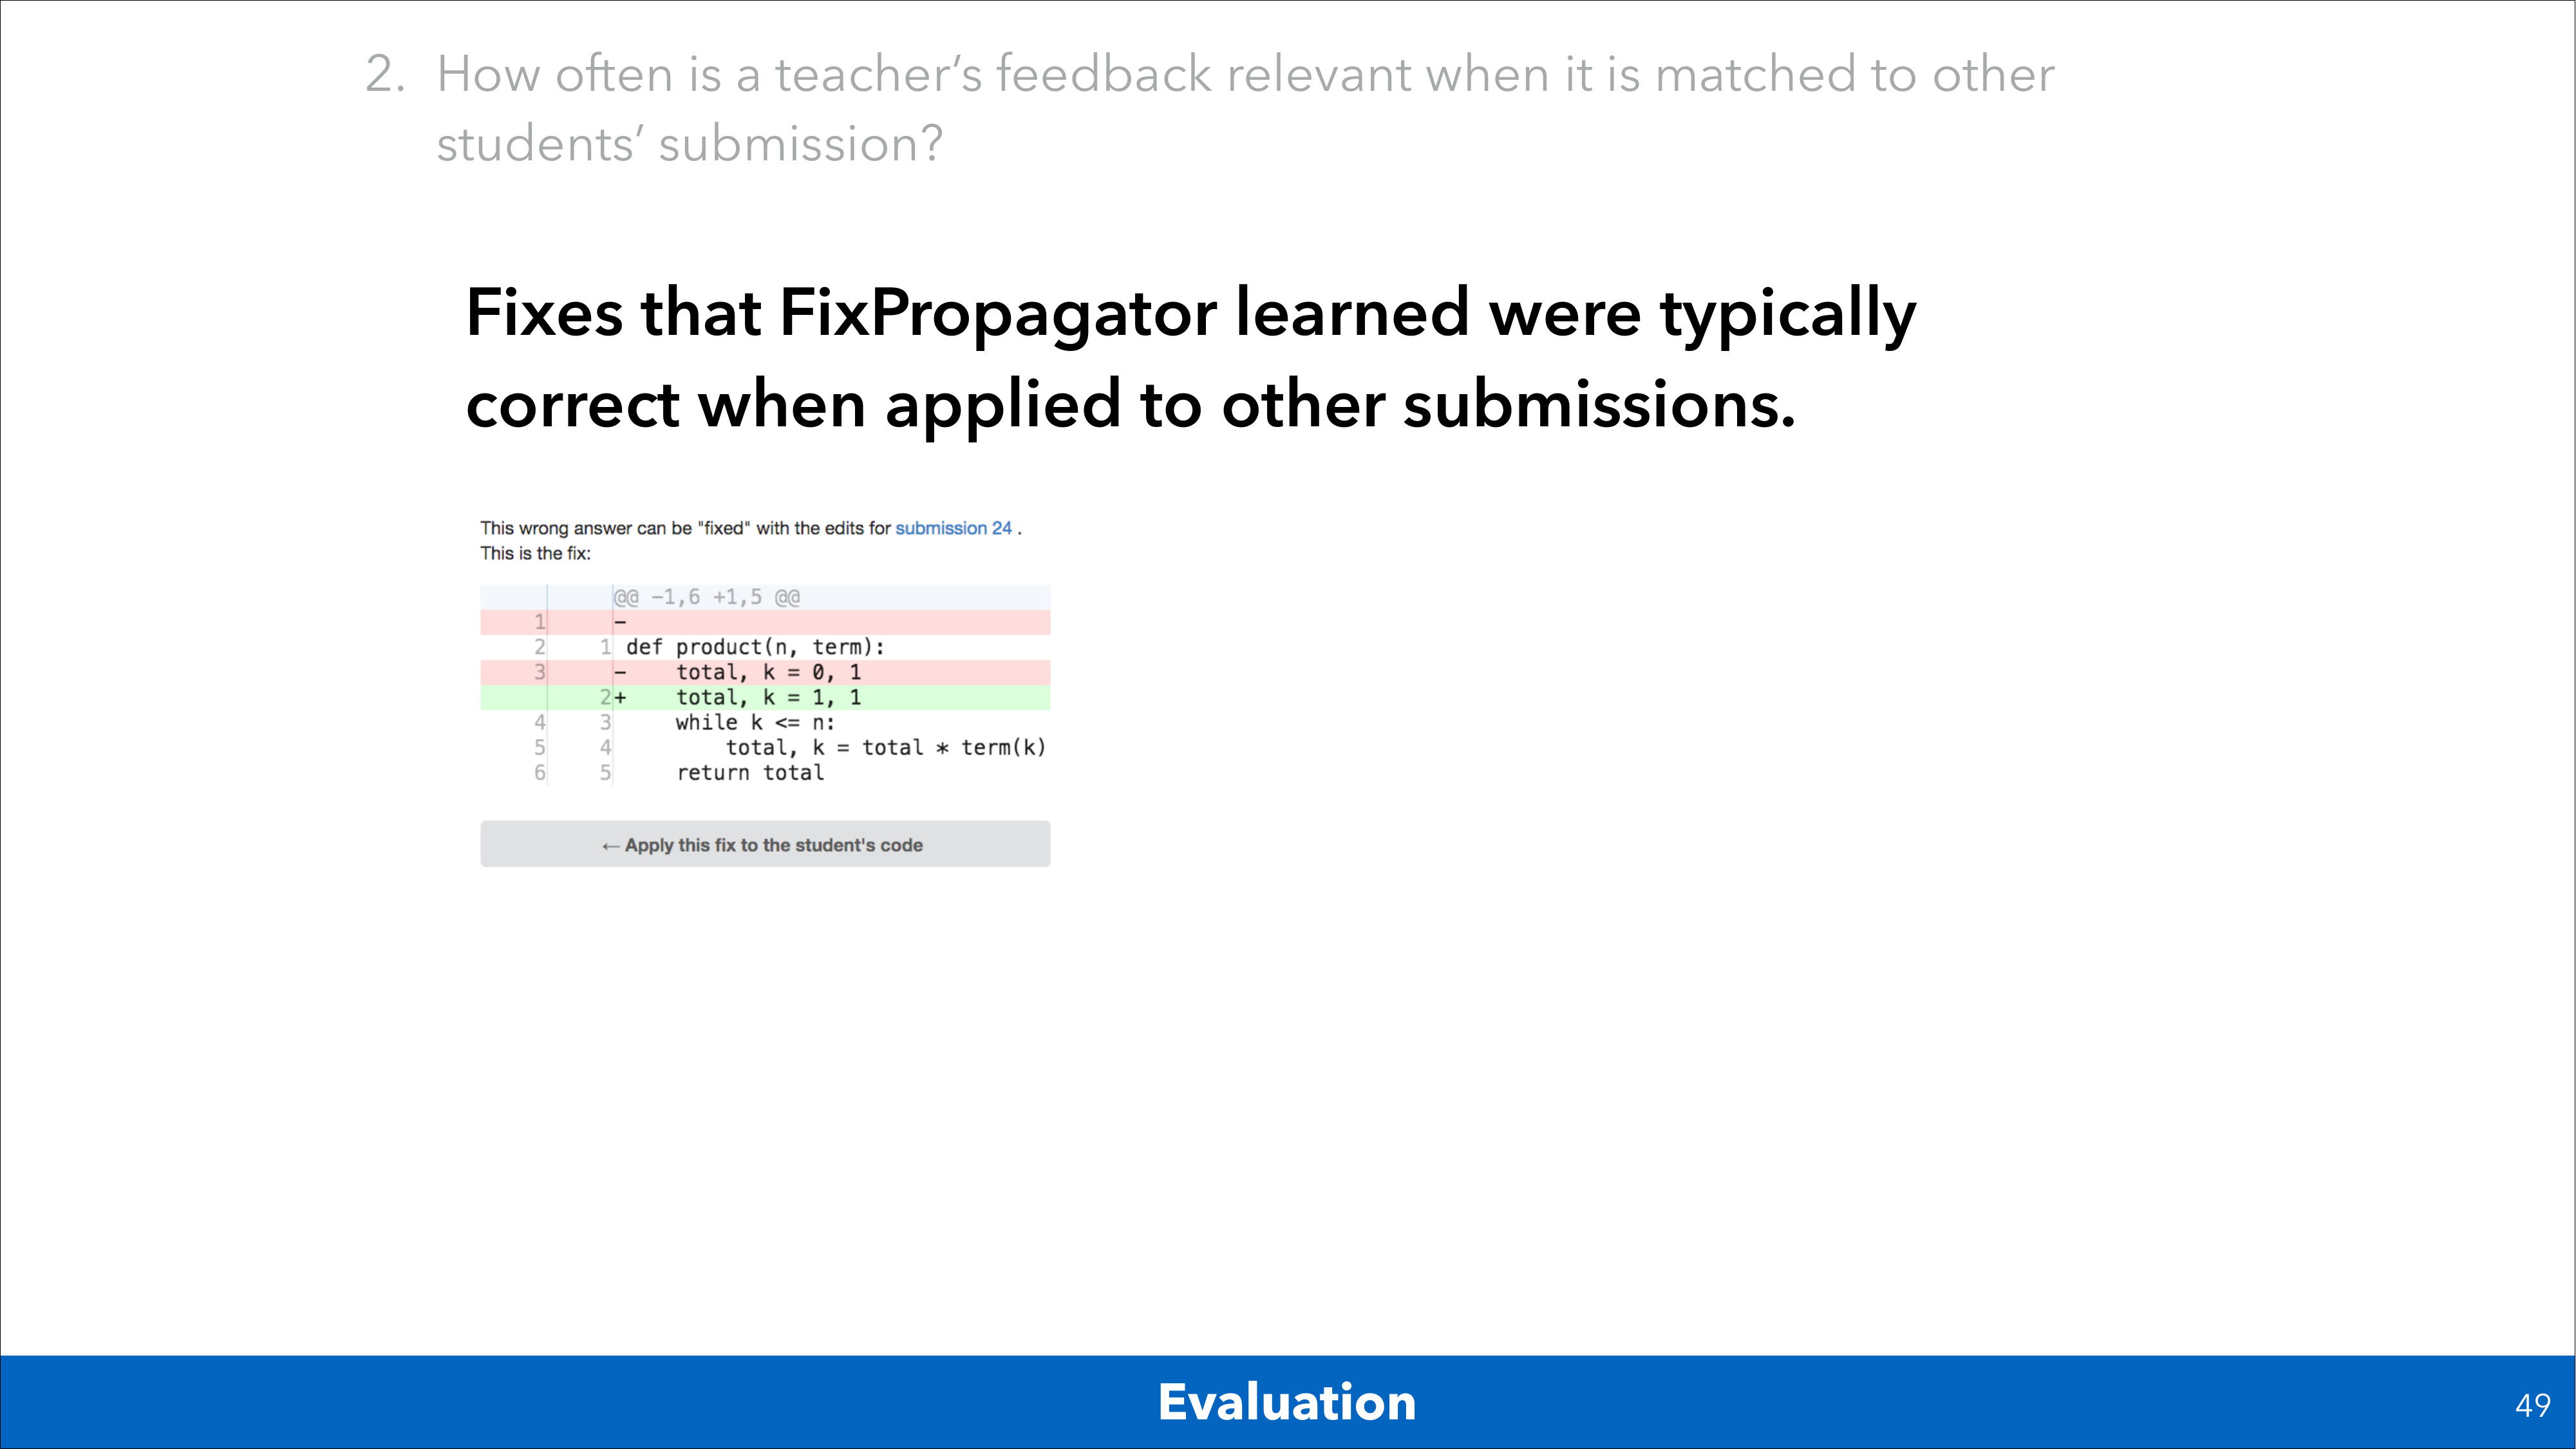 2. How often is a teacher’s feedback relevant when it is matched to other
students’ submission?
Fixes that FixPropagator learned were typically
correct when applied to other submissions.
This wrong answer can be "fixed" with the edits for submission 24 .
This is the fix:
@@ -1,6 +1,5 @@
1 -
2 1 def product(n, term):
3 - total, k = 0, 1
2 + total, k = 1, 1
4 3 while k <= n:
5 4 total, k = total * term(k)
6 5 return total
← Apply this fix to the student's code
Evaluation
49